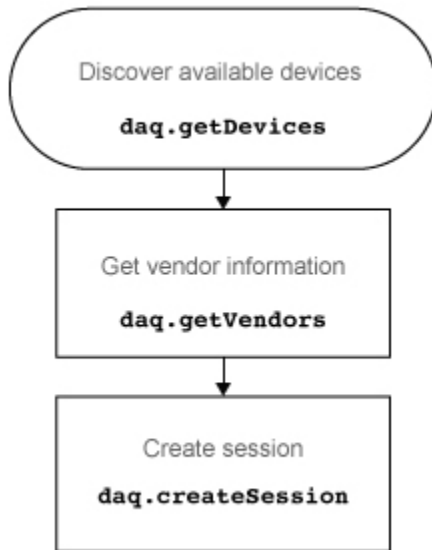 Discover available devices
daq.getDevices
Get vendor information
daq.getVendors
Create session
daq.createSession